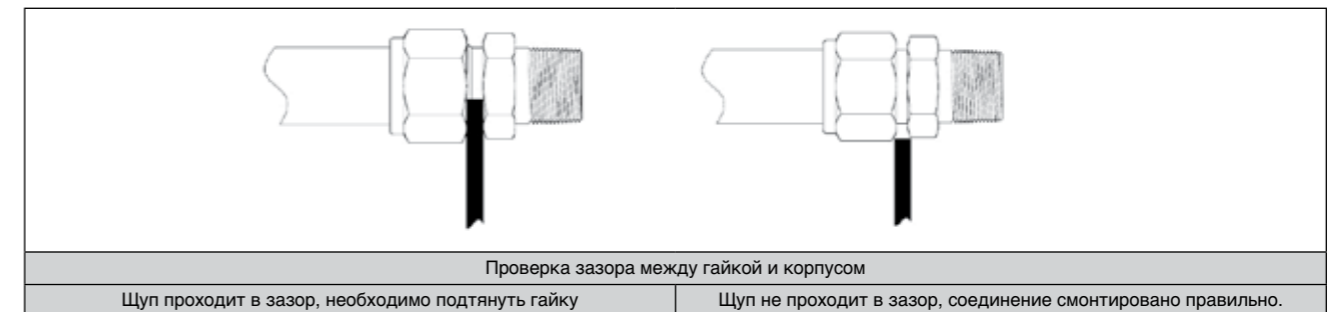 Проверка зазора между гайкой и корпусом
Щуп проходит в зазор, необходимо подтянуть гайку
Щуп не проходит в зазор, соединение смонтировано правильно.